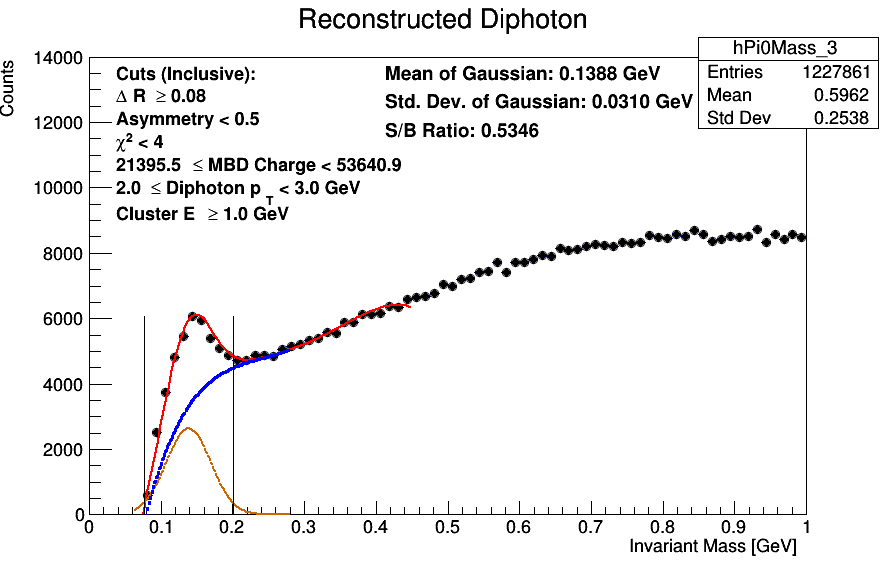 Reconstructed Diphoton
hPi0Mass_3
Entries 1227861
Mean 0.5962
Std Dev 0.2538
Counts
14000
12000
10000
8000
6000
4000
2000
0
Cuts (Inclusive):
Δ R ≥ 0.08
Asymmetry < 0.5
χ² < 4
21395.5 ≤ MBD Charge < 53640.9
2.0 ≤ Diphoton p_T < 3.0 GeV
Cluster E ≥ 1.0 GeV
Mean of Gaussian: 0.1388 GeV
Std. Dev. of Gaussian: 0.0310 GeV
S/B Ratio: 0.5346
0 0.1 0.2 0.3 0.4 0.5 0.6 0.7 0.8 0.9 1
Invariant Mass [GeV]